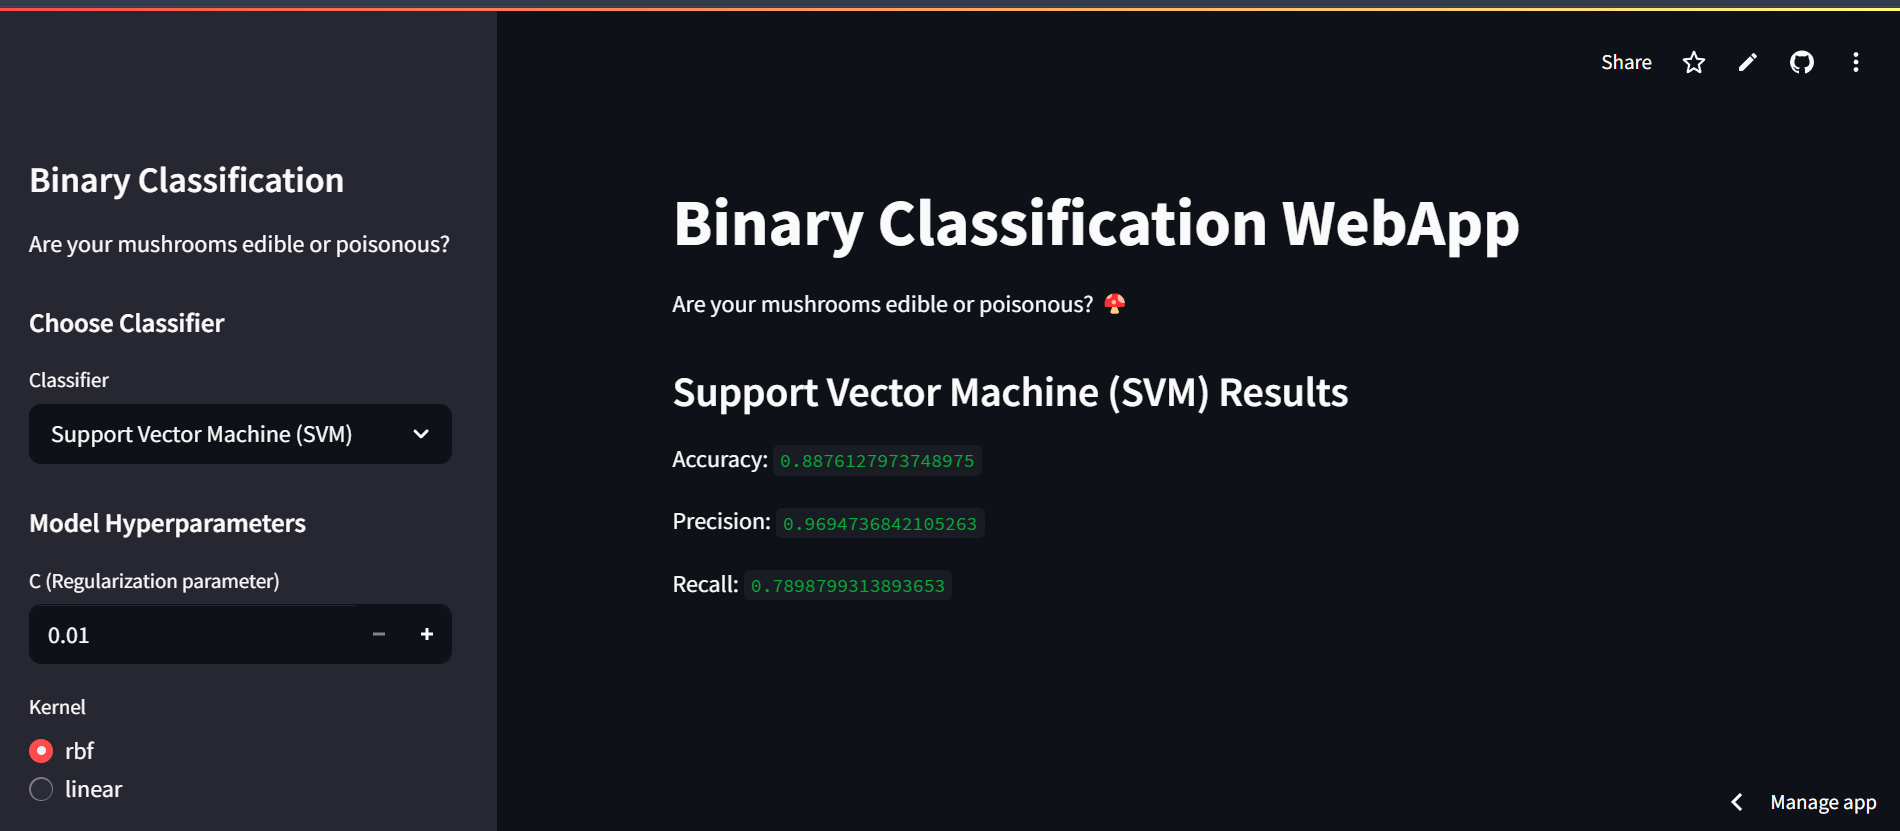 Share
Binary Classification
Are your mushrooms edible or poisonous?
Choose Classifier
Classifier
Support Vector Machine (SVM)
Model Hyperparameters
C (Regularization parameter)
0.01
Kernel
rbf
linear
Binary Classification WebApp
Are your mushrooms edible or poisonous? 🍄
Support Vector Machine (SVM) Results
Accuracy: 0.8876127973748975
Precision: 0.9694736842105263
Recall: 0.7898799313893653
Manage app